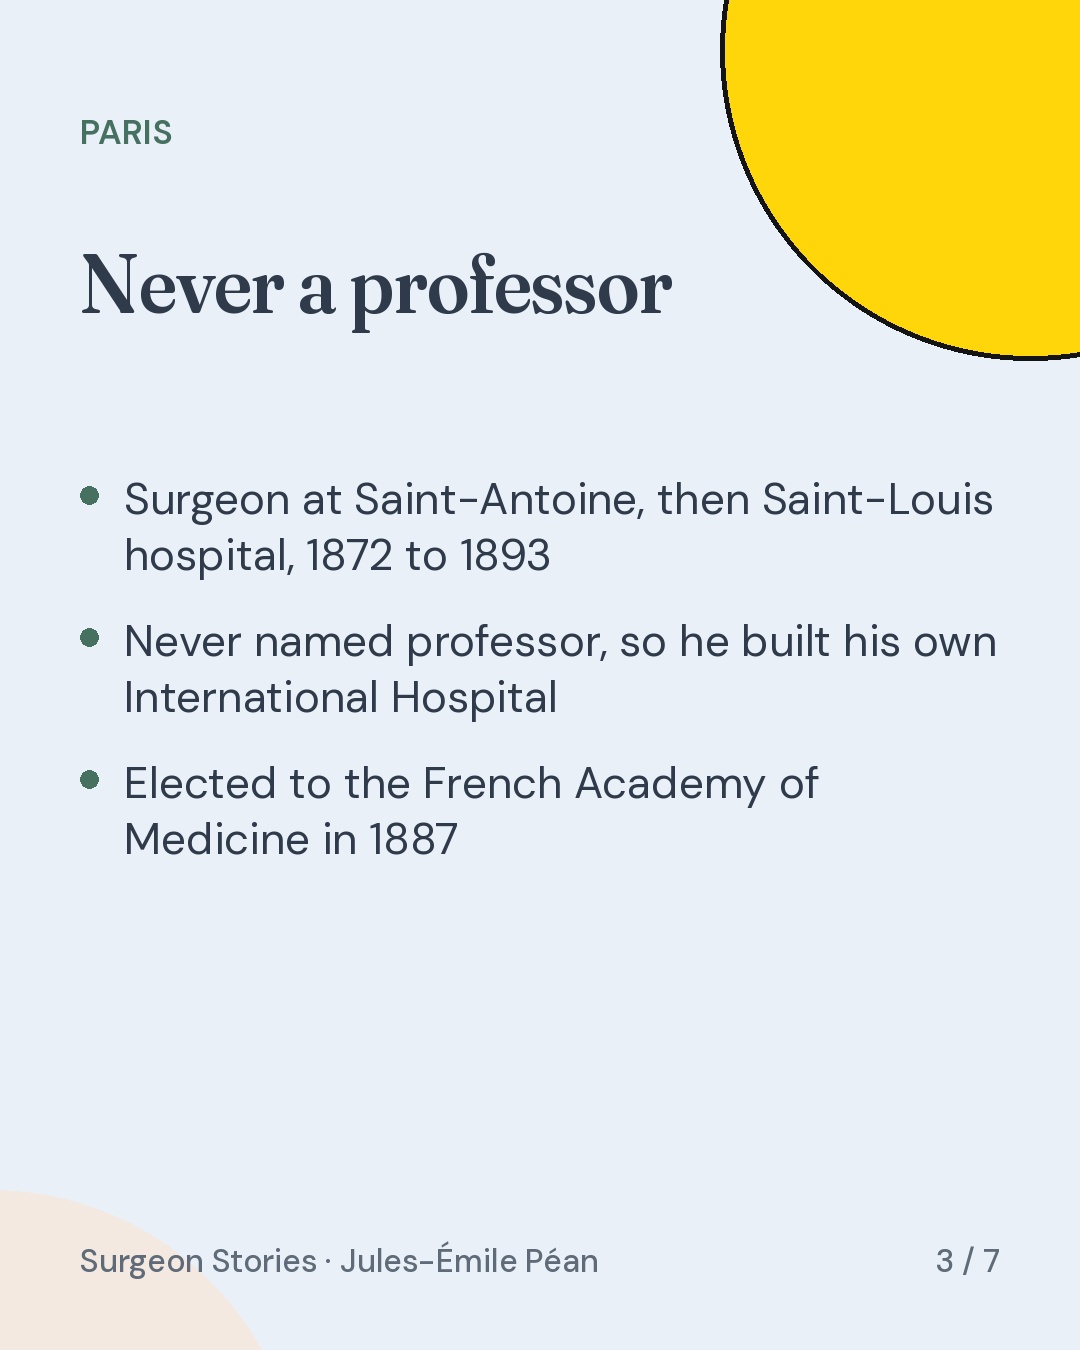 PARIS
Never a professor
• Surgeon at Saint-Antoine, then Saint-Louis
hospital, 1872 to 1893
• Never named professor, so he built his own
International Hospital
• Elected to the French Academy of
Medicine in 1887
Surgeon Stories · Jules-Émile Péan
3 / 7